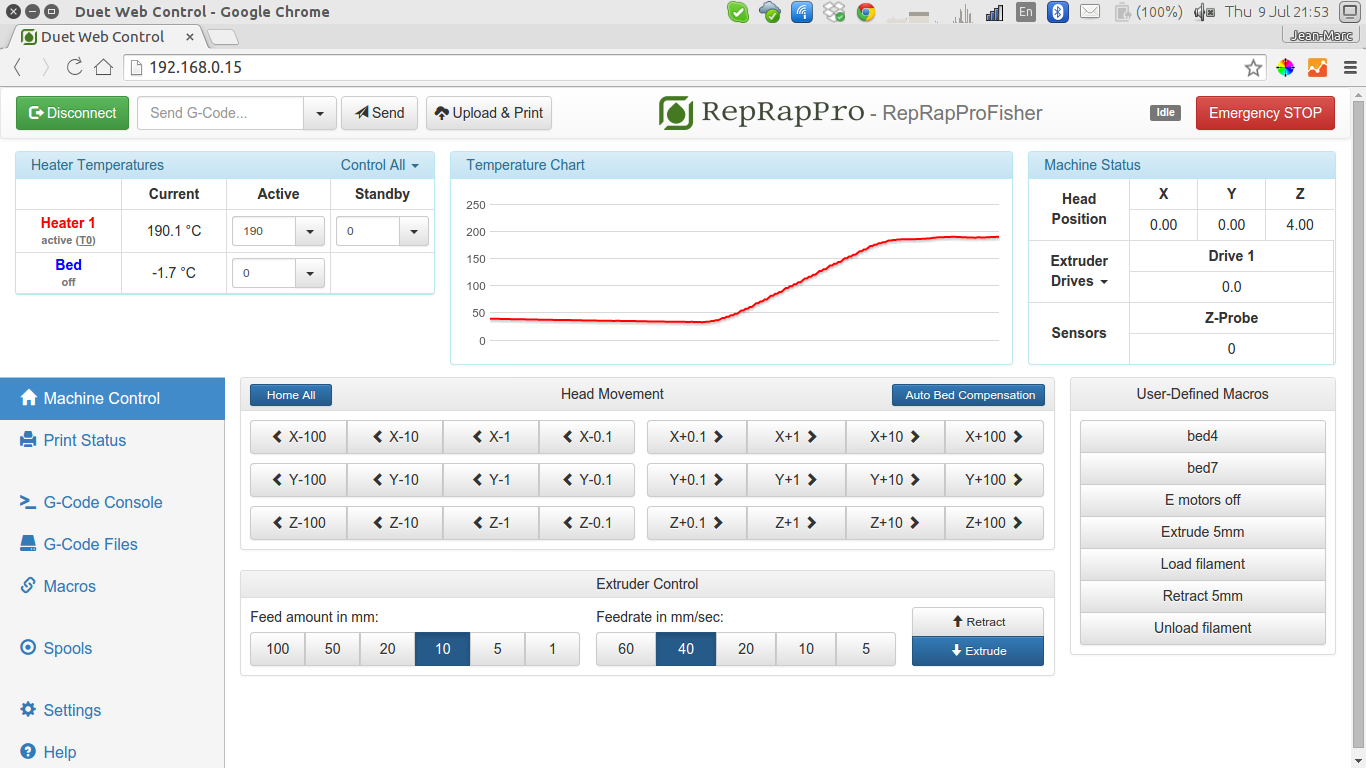 Duet Web Control - Google Chrome
En (100%) Thu 9 Jul 21:53
Duet Web Control × Jean-Marc
192.168.0.15
Disconnect Send G-Code... Send Upload & Print RepRapPro - RepRapProFisher Idle Emergency STOP
Heater Temperatures Control All
Current Active Standby
Heater 1
active (T0)
190.1 °C 190 0
Bed
off
-1.7 °C 0
Temperature Chart
250
200
150
100
50
0
Machine Status
Head Position X Y Z
0.00 0.00 4.00
Extruder Drives Drive 1
0.0
Sensors Z-Probe
0
Machine Control
Print Status
G-Code Console
G-Code Files
Macros
Spools
Settings
Help
Home All Head Movement Auto Bed Compensation
X-100 X-10 X-1 X-0.1 X+0.1 X+1 X+10 X+100
Y-100 Y-10 Y-1 Y-0.1 Y+0.1 Y+1 Y+10 Y+100
Z-100 Z-10 Z-1 Z-0.1 Z+0.1 Z+1 Z+10 Z+100
Extruder Control
Feed amount in mm: Feedrate in mm/sec:
100 50 20 10 5 1 60 40 20 10 5
Retract
Extrude
User-Defined Macros
bed4
bed7
E motors off
Extrude 5mm
Load filament
Retract 5mm
Unload filament